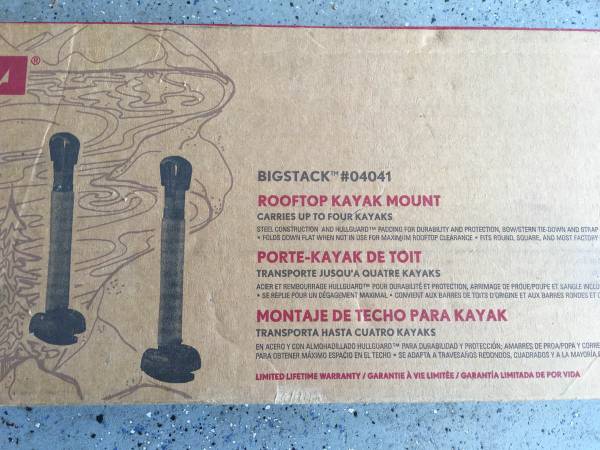 ®
BIGSTACK™ #04041
ROOFTOP KAYAK MOUNT
CARRIES UP TO FOUR KAYAKS
STEEL CONSTRUCTION AND HULLGUARD™ PADDING FOR DURABILITY AND PROTECTION, BOW/STERN TIE-DOWN AND STRAP
• FOLDS DOWN FLAT WHEN NOT IN USE FOR MAXIMUM ROOFTOP CLEARANCE • FITS ROUND, SQUARE, AND MOST FACTORY
PORTE-KAYAK DE TOIT
TRANSPORTE JUSQU'A QUATRE KAYAKS
ACIER ET REMBOURRAGE HULLGUARD™ POUR DURABILITÉ ET PROTECTION, ARRIMAGE DE PROUE/POUPE ET SANGLE INCLU
• SE REPLIE POUR UN DÉGAGEMENT MAXIMAL • CONVIENT AUX BARRES DE TOITS D'ORIGINE ET AUX BARRES RONDES ET
MONTAJE DE TECHO PARA KAYAK
TRANSPORTA HASTA CUATRO KAYAKS
EN ACERO Y CON ALMOHADILLADO HULLGUARD™ PARA DURABILIDAD Y PROTECCIÓN; AMARRES DE PROA/POPA Y CORRE
PARA OBTENER MÁXIMO ESPACIO EN EL TECHO • SE ADAPTA A TRAVESAÑOS REDONDOS, CUADRADOS Y A LA MAYORÍA
LIMITED LIFETIME WARRANTY / GARANTIE À VIE LIMITÉE / GARANTÍA LIMITADA DE POR VIDA